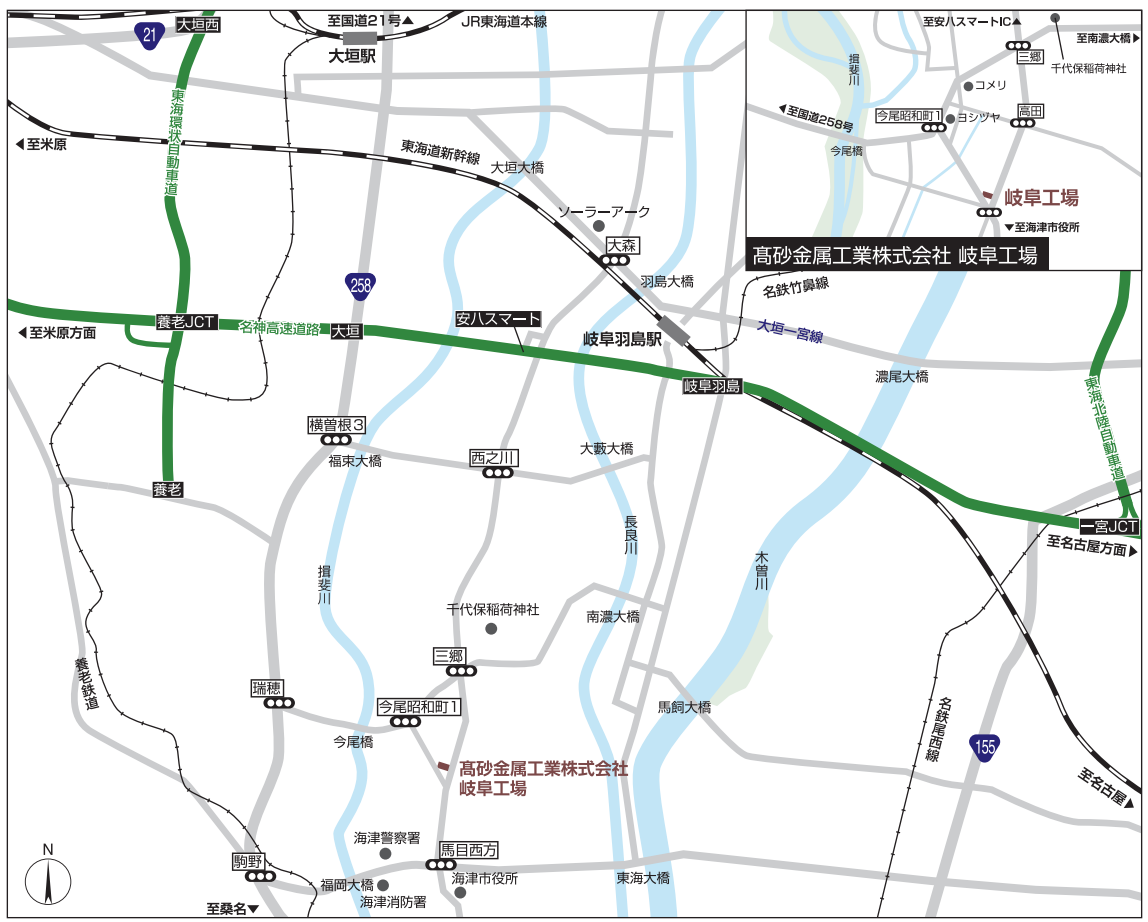 21
大垣西
至国道21号▲
JR東海道本線
大垣駅
東海環状自動車道
◀至米原
東海道新幹線
大垣大橋
ソーラーアーク
大森
羽島大橋
258
名鉄竹鼻線
養老JCT
名神高速道路
大垣
安八スマート
◀至米原方面
岐阜羽島駅
大垣一宮線
岐阜羽島
濃尾大橋
東海北陸自動車道
横曽根3
福束大橋
西之川
大藪大橋
養老
長良川
一宮JCT
至名古屋方面▶
木曽川
揖斐川
千代保稲荷神社
南濃大橋
三郷
養老鉄道
瑞穂
今尾昭和町1
馬飼大橋
今尾橋
名鉄尾西線
155
髙砂金属工業株式会社
岐阜工場
至名古屋▶
N
海津警察署
馬目西方
駒野
福岡大橋
海津市役所
東海大橋
海津消防署
至桑名▼
至安八スマートIC▲
至南濃大橋▶
三郷
千代保稲荷神社
揖斐川
コメリ
◀至国道258号
今尾昭和町1
ヨシヅヤ
高田
今尾橋
岐阜工場
▼至海津市役所
髙砂金属工業株式会社 岐阜工場